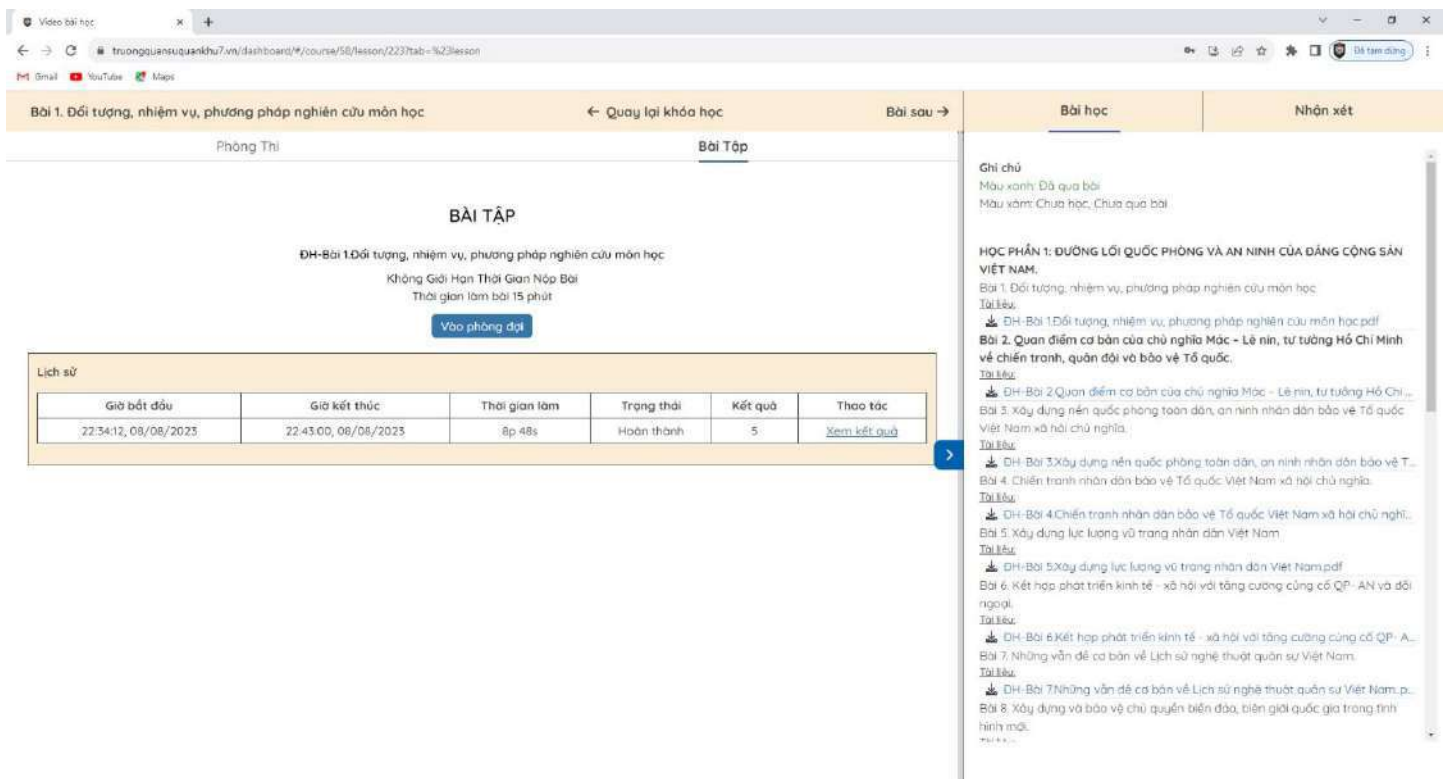 Video bài học
truongquansuquankhu7.vn/dashboard/#/course/58/lesson/223?tab=%23lesson
Đã tạm dừng
Gmail YouTube Maps
Bài 1. Đối tượng, nhiệm vụ, phương pháp nghiên cứu môn học
← Quay lại khóa học
Bài sau →
Phòng Thi
Bài Tập
BÀI TẬP
ĐH-Bài 1.Đối tượng, nhiệm vụ, phương pháp nghiên cứu môn học
Không Giới Hạn Thời Gian Nộp Bài
Thời gian làm bài 15 phút
Vào phòng đợi
Lịch sử
Giờ bắt đầu Giờ kết thúc Thời gian làm Trạng thái Kết quả Thao tác
22:34:12, 08/08/2023 22:43:00, 08/08/2023 8p 48s Hoàn thành 5 Xem kết quả
Bài học
Nhận xét
Ghi chú
Màu xanh: Đã qua bài
Màu xám: Chưa học, Chưa qua bài
HỌC PHẦN 1: ĐƯỜNG LỐI QUỐC PHÒNG VÀ AN NINH CỦA ĐẢNG CỘNG SẢN
VIỆT NAM.
Bài 1. Đối tượng, nhiệm vụ, phương pháp nghiên cứu môn học
Tài liệu:
ĐH-Bài 1.Đối tượng, nhiệm vụ, phương pháp nghiên cứu môn học.pdf
Bài 2. Quan điểm cơ bản của chủ nghĩa Mác – Lê nin, tư tưởng Hồ Chí Minh
về chiến tranh, quân đội và bảo vệ Tổ quốc.
Tài liệu:
ĐH-Bài 2.Quan điểm cơ bản của chủ nghĩa Mác – Lê nin, tư tưởng Hồ Chí ...
Bài 3. Xây dựng nền quốc phòng toàn dân, an ninh nhân dân bảo vệ Tổ quốc
Việt Nam xã hội chủ nghĩa.
Tài liệu:
ĐH-Bài 3.Xây dựng nền quốc phòng toàn dân, an ninh nhân dân bảo vệ T...
Bài 4. Chiến tranh nhân dân bảo vệ Tổ quốc Việt Nam xã hội chủ nghĩa.
Tài liệu:
ĐH-Bài 4.Chiến tranh nhân dân bảo vệ Tổ quốc Việt Nam xã hội chủ nghĩ...
Bài 5. Xây dựng lực lượng vũ trang nhân dân Việt Nam
Tài liệu:
ĐH-Bài 5.Xây dựng lực lượng vũ trang nhân dân Việt Nam.pdf
Bài 6. Kết hợp phát triển kinh tế - xã hội với tăng cường củng cố QP- AN và đối
ngoại.
Tài liệu:
ĐH-Bài 6.Kết hợp phát triển kinh tế - xã hội với tăng cường củng cố QP- A...
Bài 7. Những vấn đề cơ bản về Lịch sử nghệ thuật quân sự Việt Nam.
Tài liệu:
ĐH-Bài 7.Những vấn đề cơ bản về Lịch sử nghệ thuật quân sự Việt Nam.p...
Bài 8. Xây dựng và bảo vệ chủ quyền biển đảo, biên giới quốc gia trong tình
hình mới.